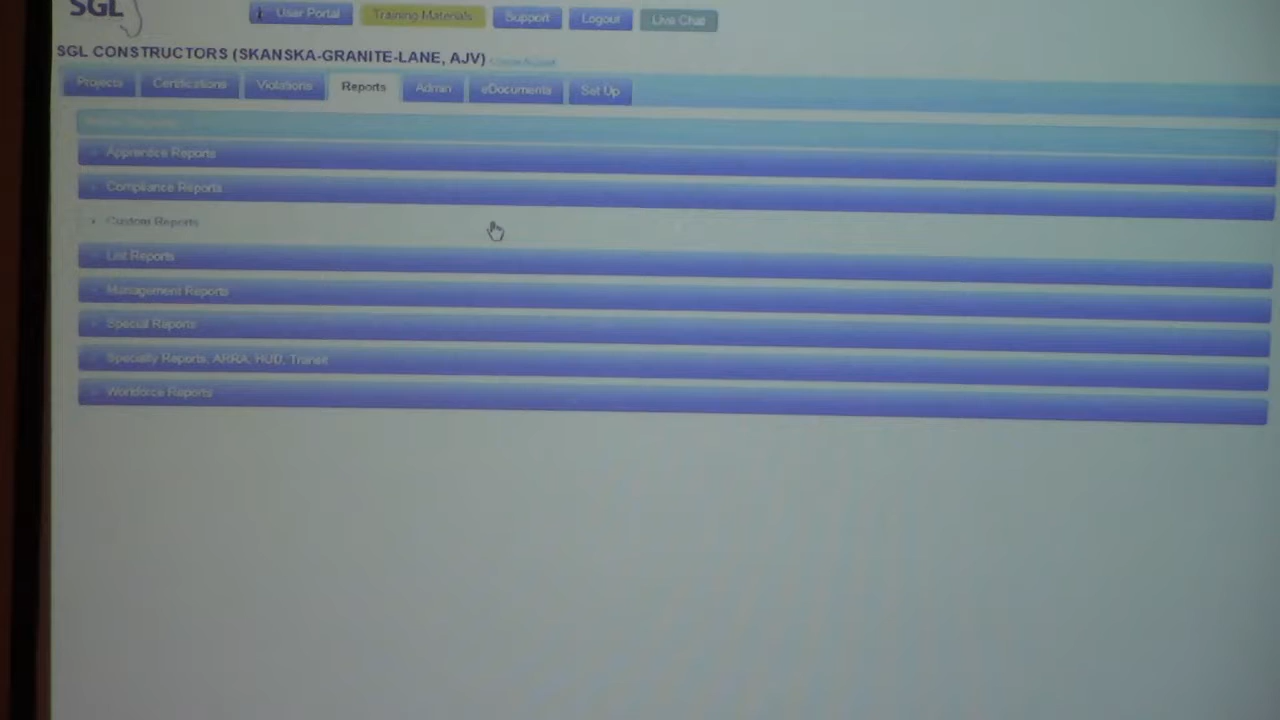 SGL
User Portal Training Materials Support Logout Live Chat
SGL CONSTRUCTORS (SKANSKA-GRANITE-LANE, AJV)
Projects Certifications Violations Reports Admin eDocuments Set Up
Apprentice Reports
Compliance Reports
Custom Reports
List Reports
Management Reports
Special Reports
Specialty Reports, ARRA, HUD, Transit
Workforce Reports